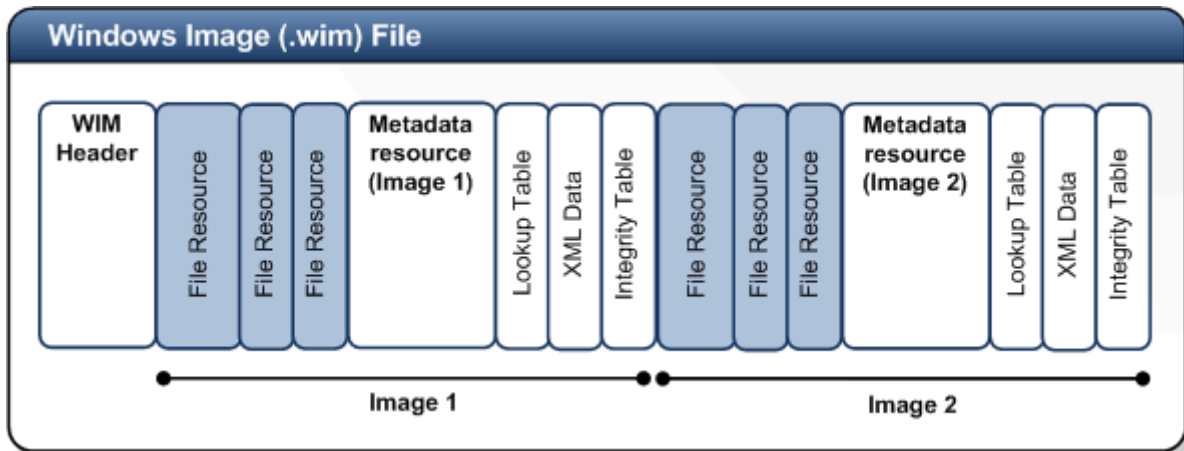 Windows Image (.wim) File
WIM
Header
File Resource
File Resource
File Resource
Metadata
resource
(Image 1)
Lookup Table
XML Data
Integrity Table
File Resource
File Resource
File Resource
Metadata
resource
(Image 2)
Lookup Table
XML Data
Integrity Table
Image 1
Image 2